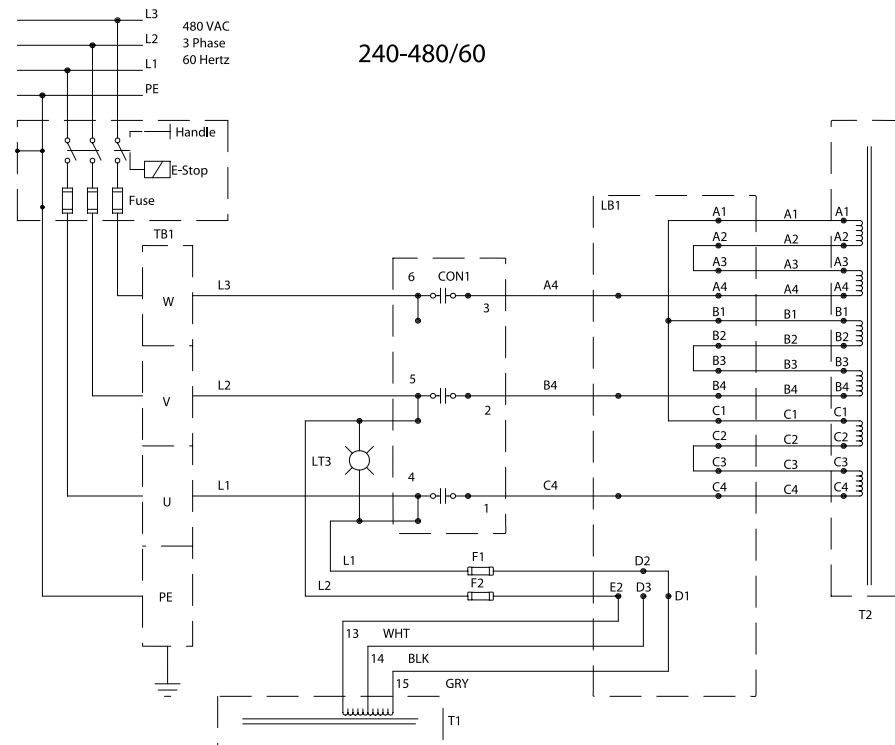 L3
L2
L1
PE
480 VAC
3 Phase
60 Hertz
240-480/60
Handle
E-Stop
Fuse
TB1
W
V
U
PE
L3
L2
L1
CON1
6
3
5
2
4
1
LT3
L1
L2
F1
F2
A4
B4
C4
LB1
A1 A1 A1
A2 A2 A2
A3 A3 A3
A4 A4 A4
B1 B1 B1
B2 B2 B2
B3 B3 B3
B4 B4 B4
C1 C1 C1
C2 C2 C2
C3 C3 C3
C4 C4 C4
D2
E2 D3 D1
T2
13 WHT
14 BLK
15 GRY
T1